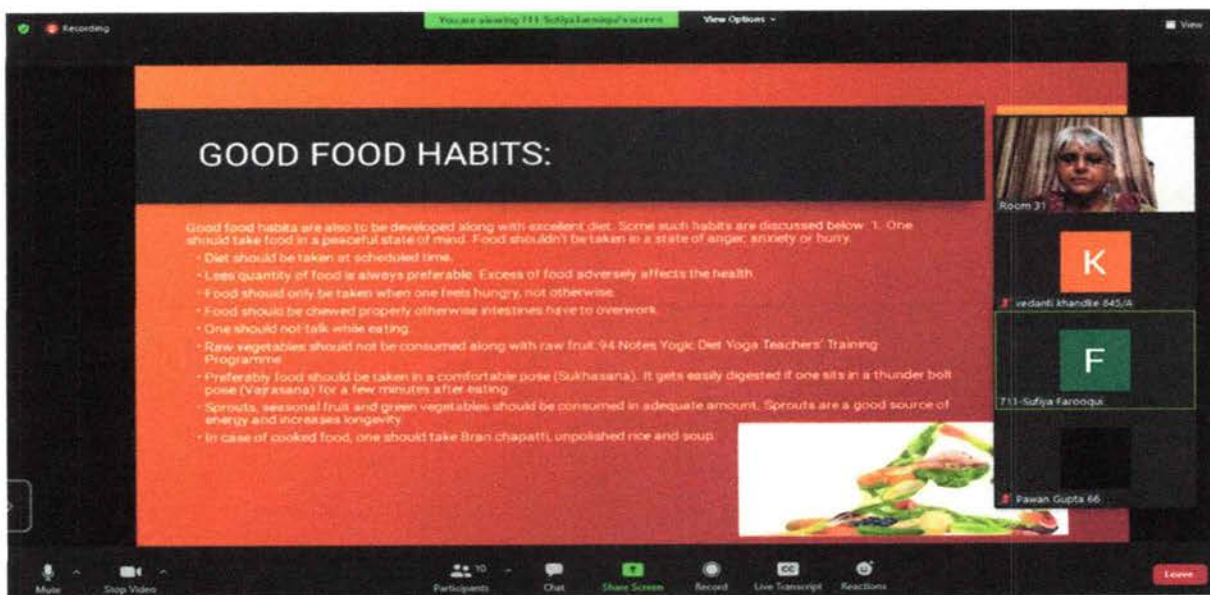 Recording
You are viewing 711-Sufiya Farooqui's screen
View Options
View
GOOD FOOD HABITS:
Good food habits are also to be developed along with excellent diet. Some such habits are discussed below: 1. One
should take food in a peaceful state of mind. Food shouldn't be taken in a state of anger, anxiety or hurry.
• Diet should be taken at scheduled time.
• Less quantity of food is always preferable. Excess of food adversely affects the health.
• Food should only be taken when one feels hungry, not otherwise.
• Food should be chewed properly otherwise intestines have to overwork.
• One should not talk while eating.
• Raw vegetables should not be consumed along with raw fruit.94 Notes Yogic Diet Yoga Teachers' Training
Programme
• Preferably food should be taken in a comfortable pose (Sukhasana). It gets easily digested if one sits in a thunder bolt
pose (Vajrasana) for a few minutes after eating.
• Sprouts, seasonal fruit and green vegetables should be consumed in adequate amount. Sprouts are a good source of
energy and increases longevity.
• In case of cooked food, one should take Bran chapatti, unpolished rice and soup.
Room 31
K
vedanti khandke 645/A
F
711-Sufiya Farooqui
Pawan Gupta 66
Mute
Stop Video
Participants
10
Chat
Share Screen
Record
CC
Live Transcript
Reactions
Leave